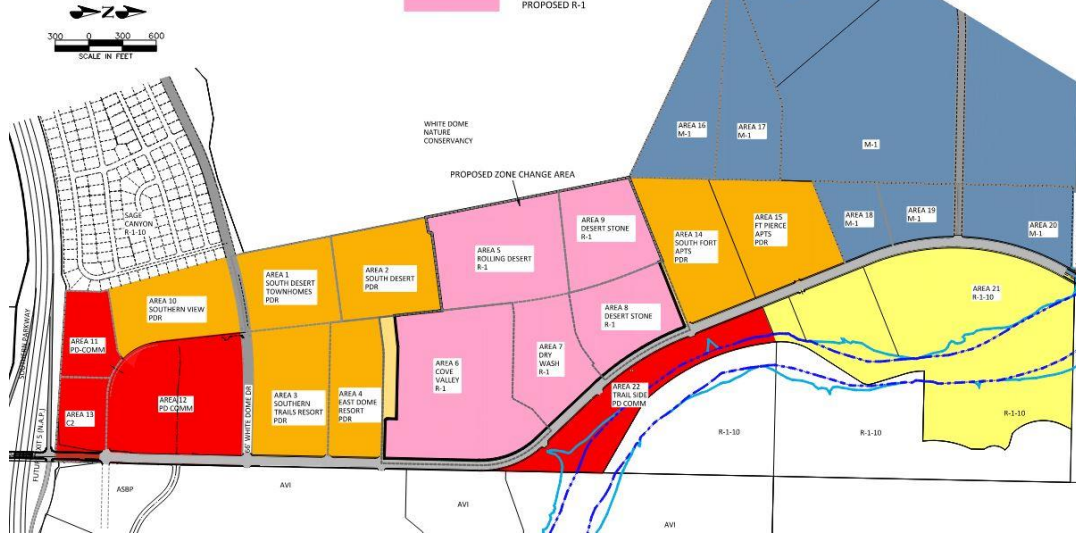 PROPOSED R-1
N
300 0 300 600
SCALE IN FEET
WHITE DOME
NATURE
CONSERVANCY
PROPOSED ZONE CHANGE AREA
AREA 16
M-1
AREA 17
M-1
M-1
SAGE
CANYON
R-1-10
AREA 9
DESERT STONE
R-1
AREA 5
ROLLING DESERT
R-1
AREA 14
SOUTH FORT
APTS
PDR
AREA 15
FT PIERCE
APTS
PDR
AREA 18
M-1
AREA 19
M-1
AREA 20
M-1
AREA 1
SOUTH DESERT
TOWNHOMES
PDR
AREA 2
SOUTH DESERT
PDR
AREA 10
SOUTHERN VIEW
PDR
AREA 21
R-1-10
AREA 8
DESERT STONE
R-1
AREA 11
PD-COMM
SOUTHERN PARKWAY
AREA 6
COVE
VALLEY
R-1
AREA 7
DRY
WASH
R-1
AREA 22
TRAIL SIDE
PD COMM
AREA 13
C2
AREA 12
PD COMM
66' WHITE DOME DR
AREA 3
SOUTHERN
TRAILS RESORT
PDR
AREA 4
EAST DOME
RESORT
PDR
R-1-10
R-1-10
R-1-10
FUTURE EXIT 5 (N.A.P.)
ASBP
AVI
AVI
AVI